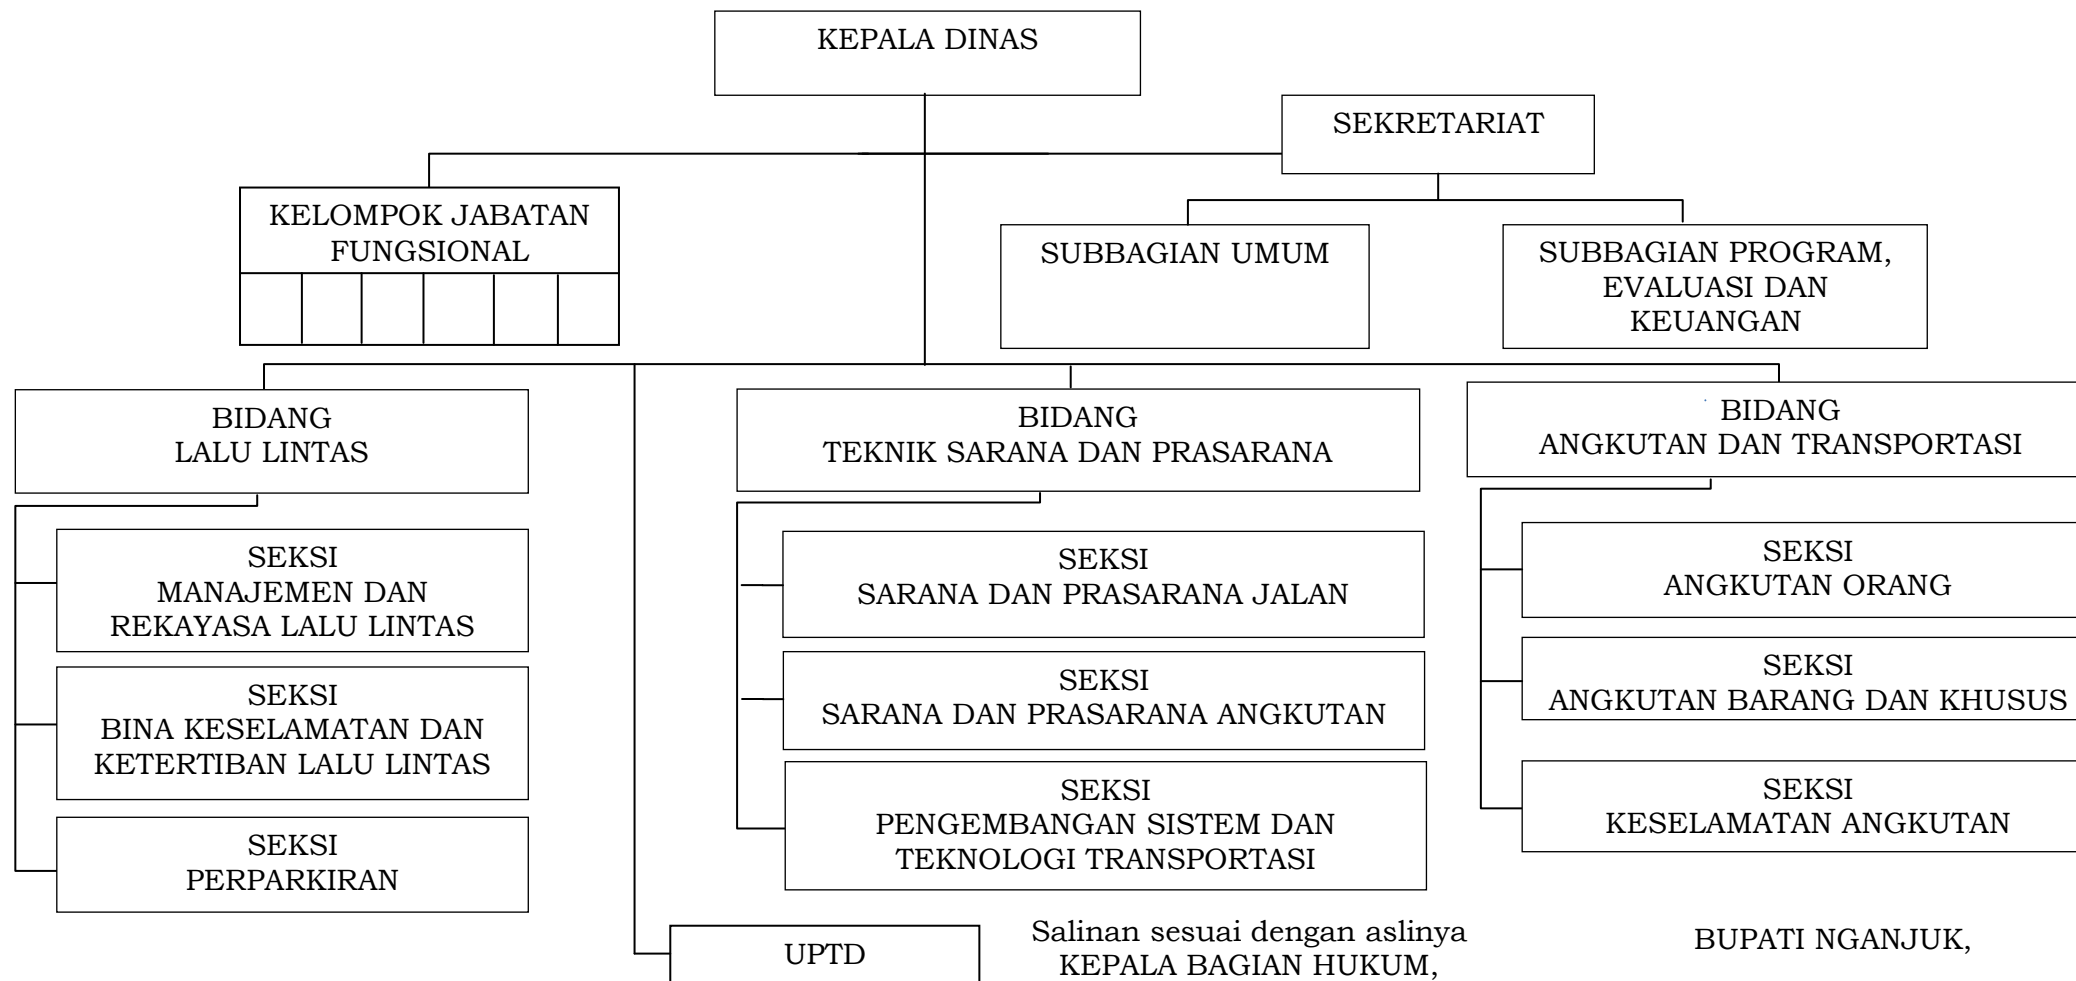 KEPALA DINAS
SEKRETARIAT
KELOMPOK JABATAN
FUNGSIONAL
SUBBAGIAN UMUM
SUBBAGIAN PROGRAM,
EVALUASI DAN
KEUANGAN
BIDANG
LALU LINTAS
BIDANG
TEKNIK SARANA DAN PRASARANA
BIDANG
ANGKUTAN DAN TRANSPORTASI
SEKSI
MANAJEMEN DAN
REKAYASA LALU LINTAS
SEKSI
BINA KESELAMATAN DAN
KETERTIBAN LALU LINTAS
SEKSI
PERPARKIRAN
SEKSI
SARANA DAN PRASARANA JALAN
SEKSI
SARANA DAN PRASARANA ANGKUTAN
SEKSI
PENGEMBANGAN SISTEM DAN
TEKNOLOGI TRANSPORTASI
SEKSI
ANGKUTAN ORANG
SEKSI
ANGKUTAN BARANG DAN KHUSUS
SEKSI
KESELAMATAN ANGKUTAN
UPTD
Salinan sesuai dengan aslinya
KEPALA BAGIAN HUKUM,
BUPATI NGANJUK,